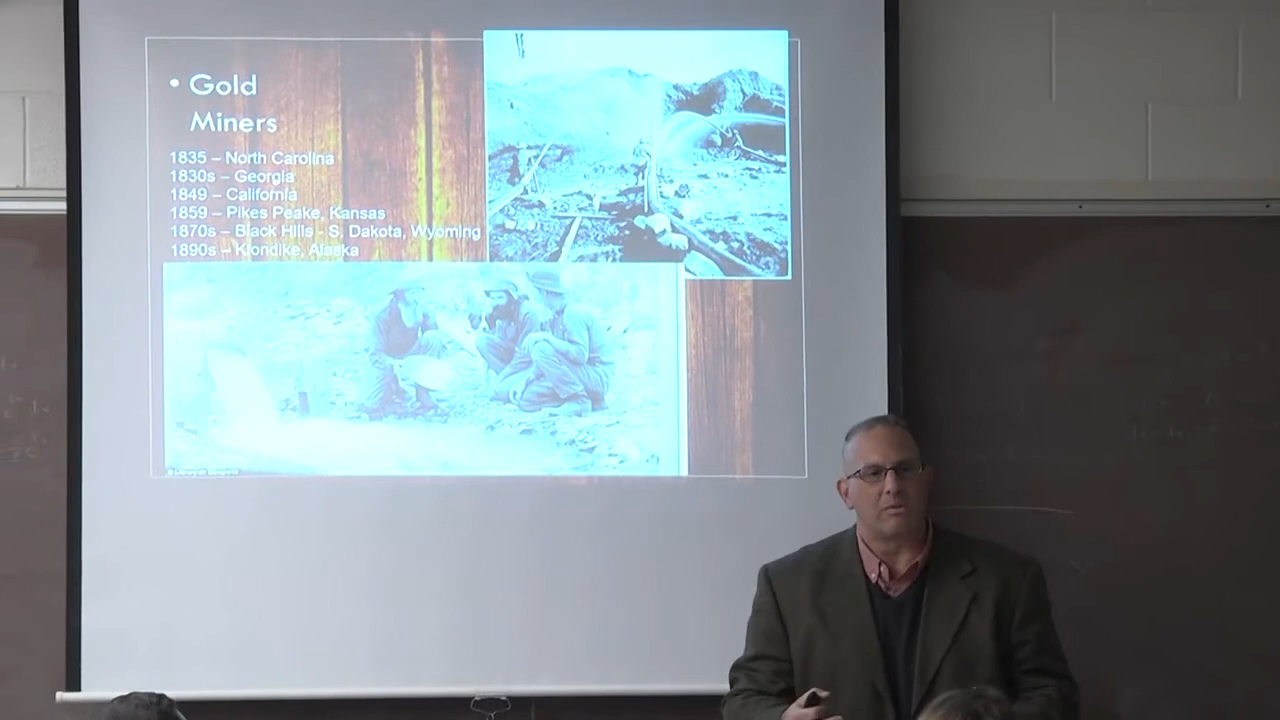 • Gold
Miners
1835 – North Carolina
1830s – Georgia
1849 – California
1859 – Pikes Peake, Kansas
1870s – Black Hills - S. Dakota, Wyoming
1890s – Klondike, Alaska